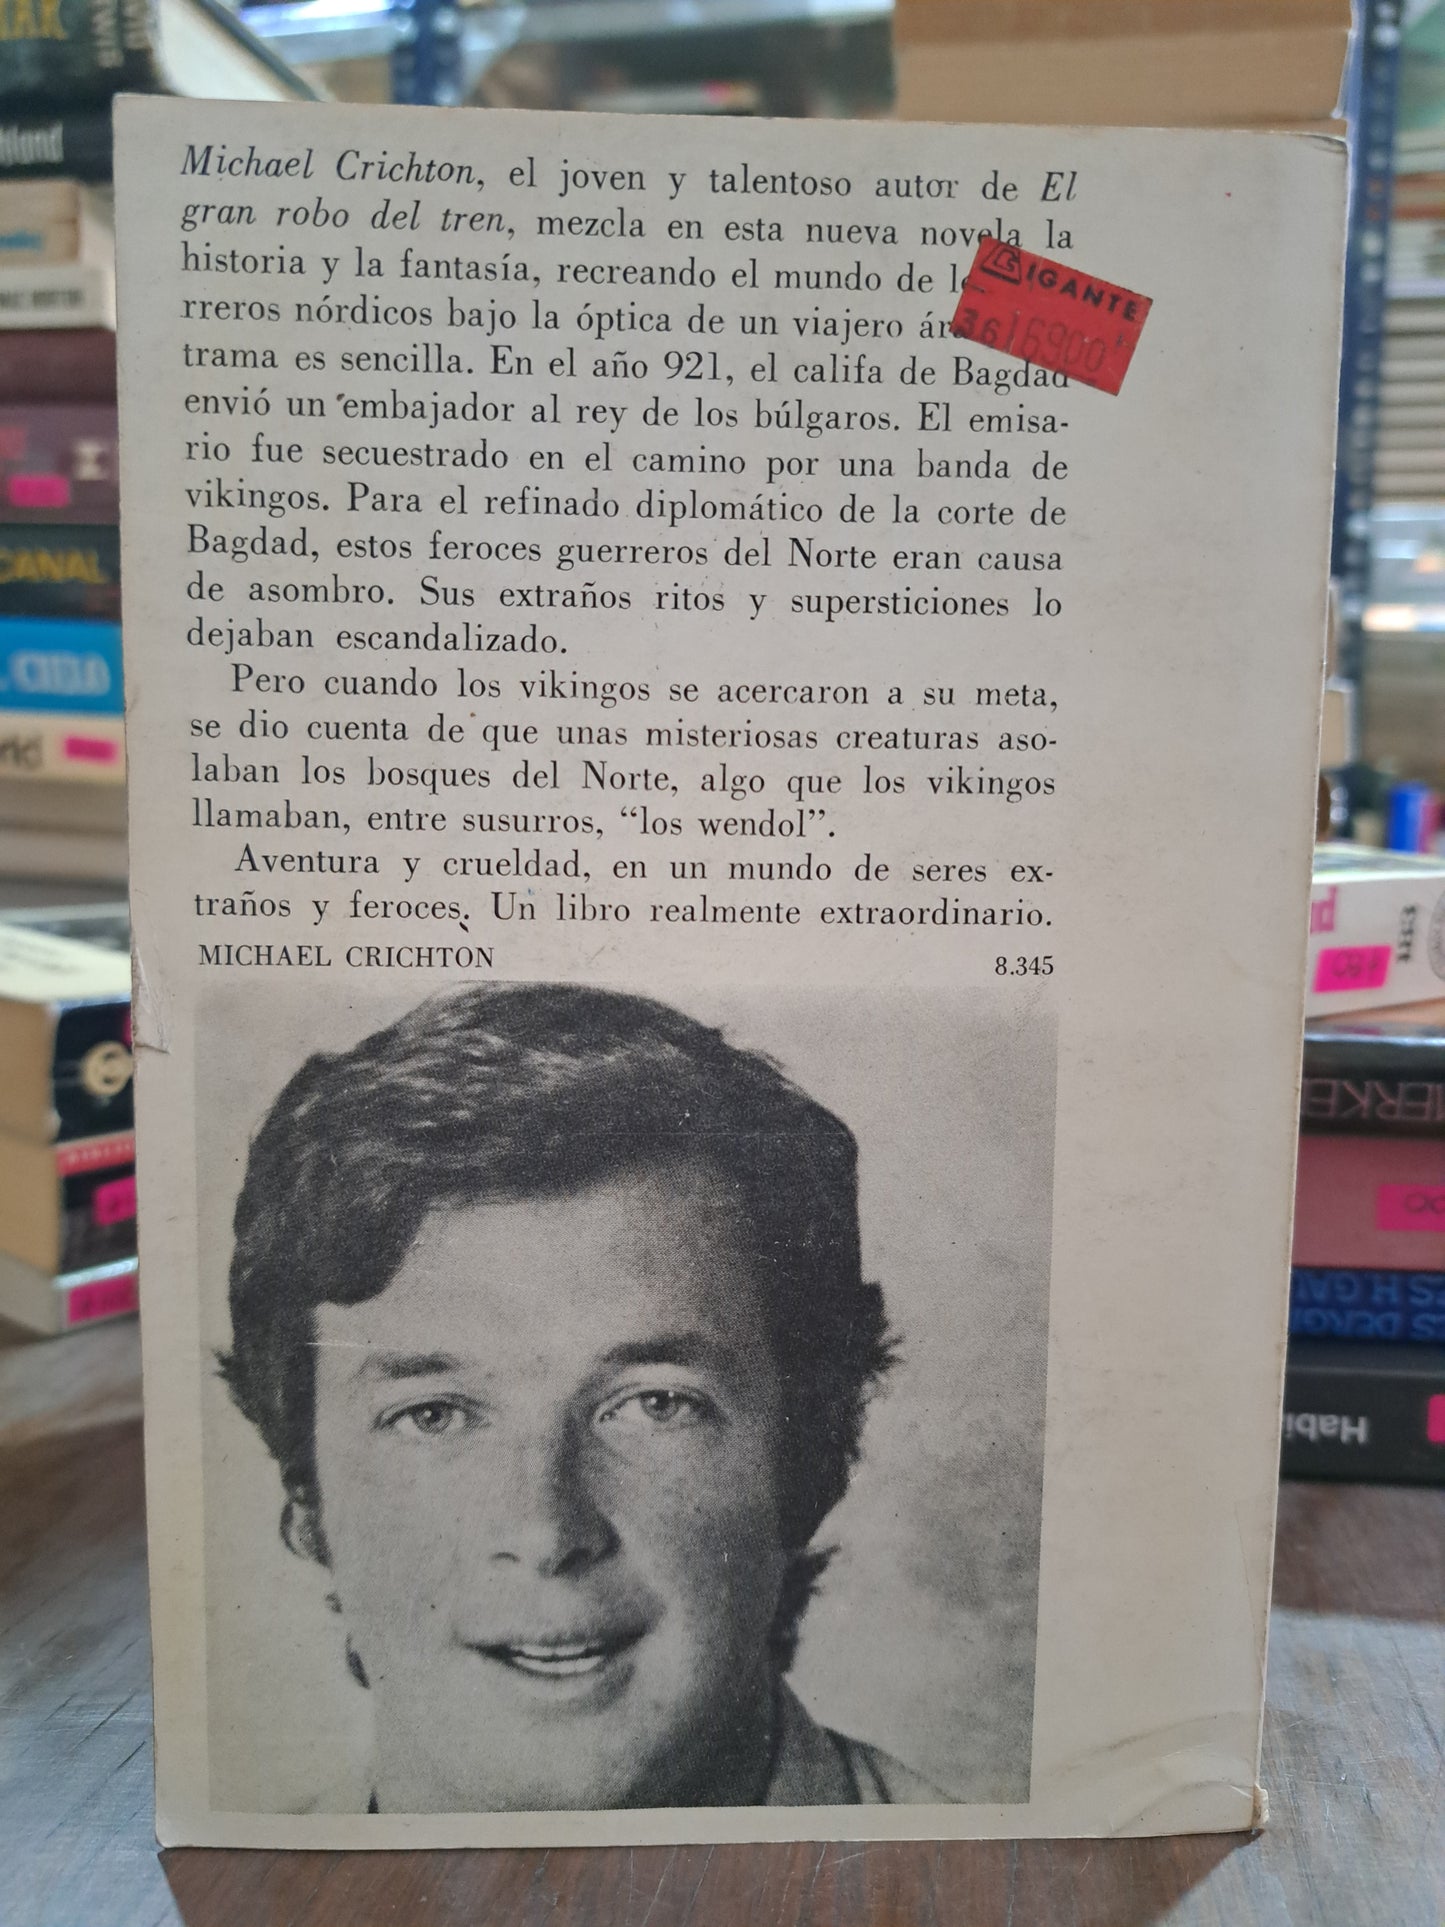 Michael Crichton, el joven y talentoso autor de El
gran robo del tren, mezcla en esta nueva novela la
historia y la fantasía, recreando el mundo de
rreros nórdicos bajo la óptica de un viajero
trama es sencilla. En el año 921, el califa de Bagdad
envió un embajador al rey de los búlgaros. El emisa-
rio fue secuestrado en el camino por una banda de
vikingos. Para el refinado diplomático de la corte de
Bagdad, estos feroces guerreros del Norte eran causa
de asombro. Sus extraños ritos y supersticiones lo
dejaban escandalizado.
Pero cuando los vikingos se acercaron a su meta,
se dio cuenta de que unas misteriosas creaturas aso-
laban los bosques del Norte, algo que los vikingos
llamaban, entre susurros, “los wendol”.
Aventura y crueldad, en un mundo de seres ex-
traños y feroces. Un libro realmente extraordinario.
MICHAEL CRICHTON 8.345
GIGANTE
36 6900
CANAL
CIELO
Habi